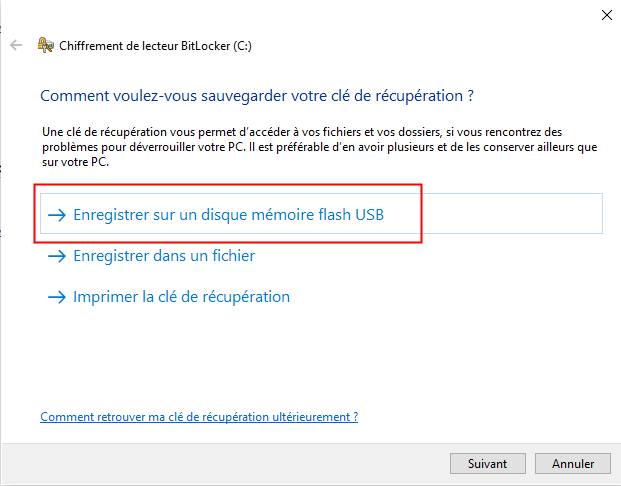 Chiffrement de lecteur BitLocker (C:)
Comment voulez-vous sauvegarder votre clé de récupération ?
Une clé de récupération vous permet d'accéder à vos fichiers et vos dossiers, si vous rencontrez des
problèmes pour déverrouiller votre PC. Il est préférable d'en avoir plusieurs et de les conserver ailleurs que
sur votre PC.
Enregistrer sur un disque mémoire flash USB
Enregistrer dans un fichier
Imprimer la clé de récupération
Comment retrouver ma clé de récupération ultérieurement ?
Suivant
Annuler